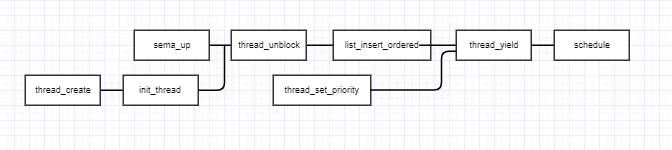 sema_up
thread_unblock
list_insert_ordered
thread_yield
schedule
thread_create
init_thread
thread_set_priority